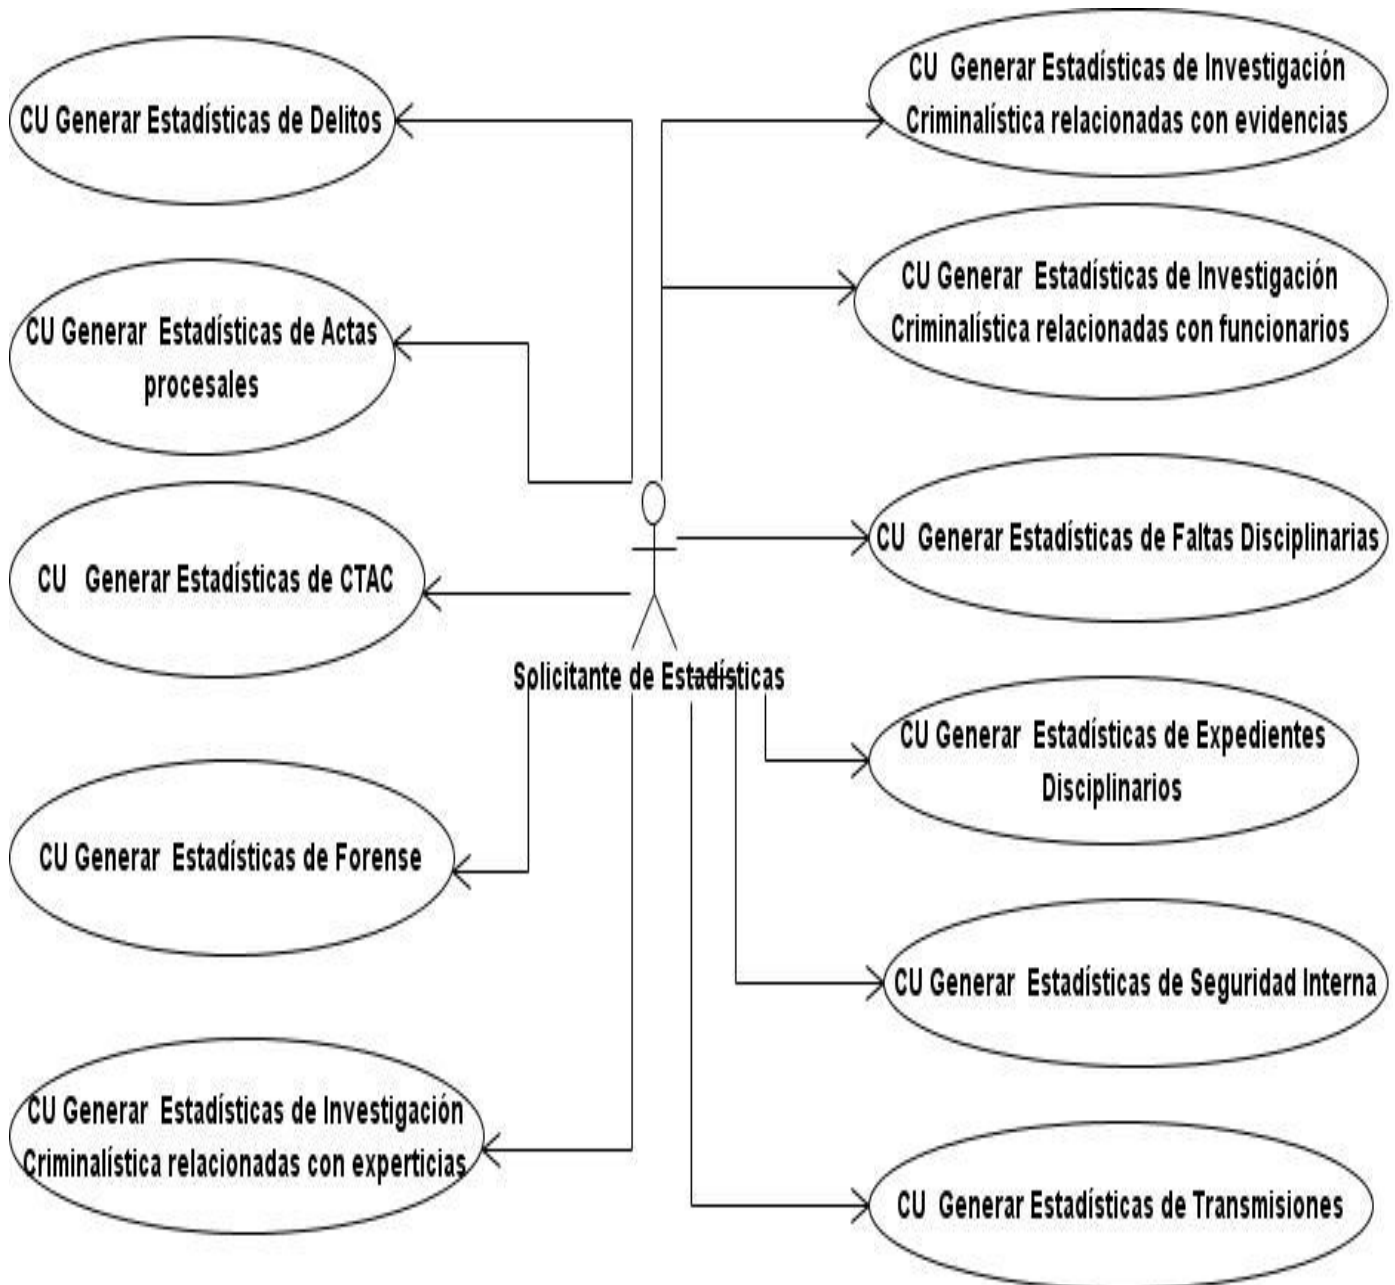 CU Generar Estadísticas de Delitos
CU Generar Estadísticas de Actas
procesales
CU Generar Estadísticas de CTAC
CU Generar Estadísticas de Forense
CU Generar Estadísticas de Investigación
Criminalística relacionadas con experticias
Solicitante de Estadísticas
CU Generar Estadísticas de Investigación
Criminalística relacionadas con evidencias
CU Generar Estadísticas de Investigación
Criminalística relacionadas con funcionarios
CU Generar Estadísticas de Faltas Disciplinarias
CU Generar Estadísticas de Expedientes
Disciplinarios
CU Generar Estadísticas de Seguridad Interna
CU Generar Estadísticas de Transmisiones